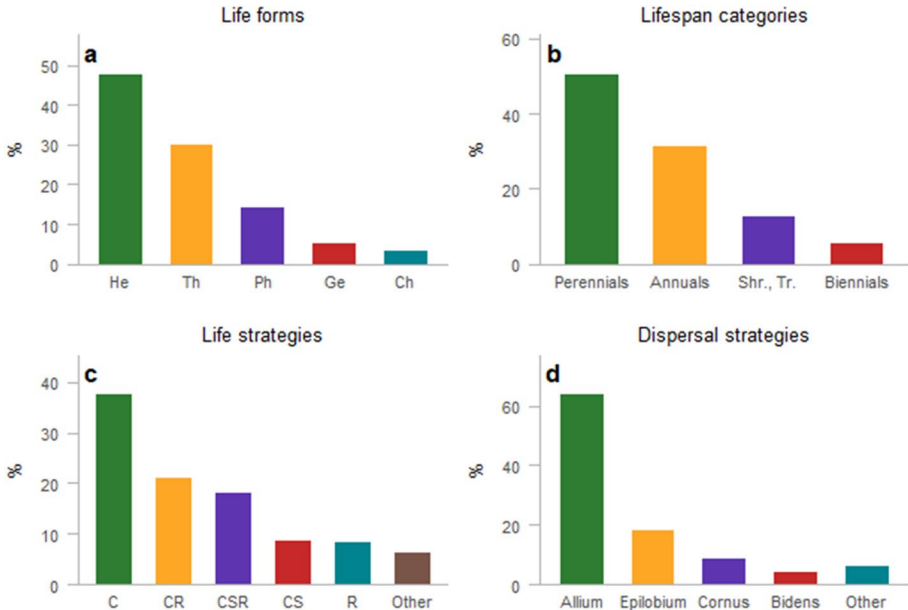 Life forms
a
%
50
40
30
20
10
0
He Th Ph Ge Ch
Lifespan categories
b
%
60
40
20
0
Perennials Annuals Shr., Tr. Biennials
Life strategies
c
%
40
30
20
10
0
C CR CSR CS R Other
Dispersal strategies
d
%
60
40
20
0
Allium Epilobium Cornus Bidens Other